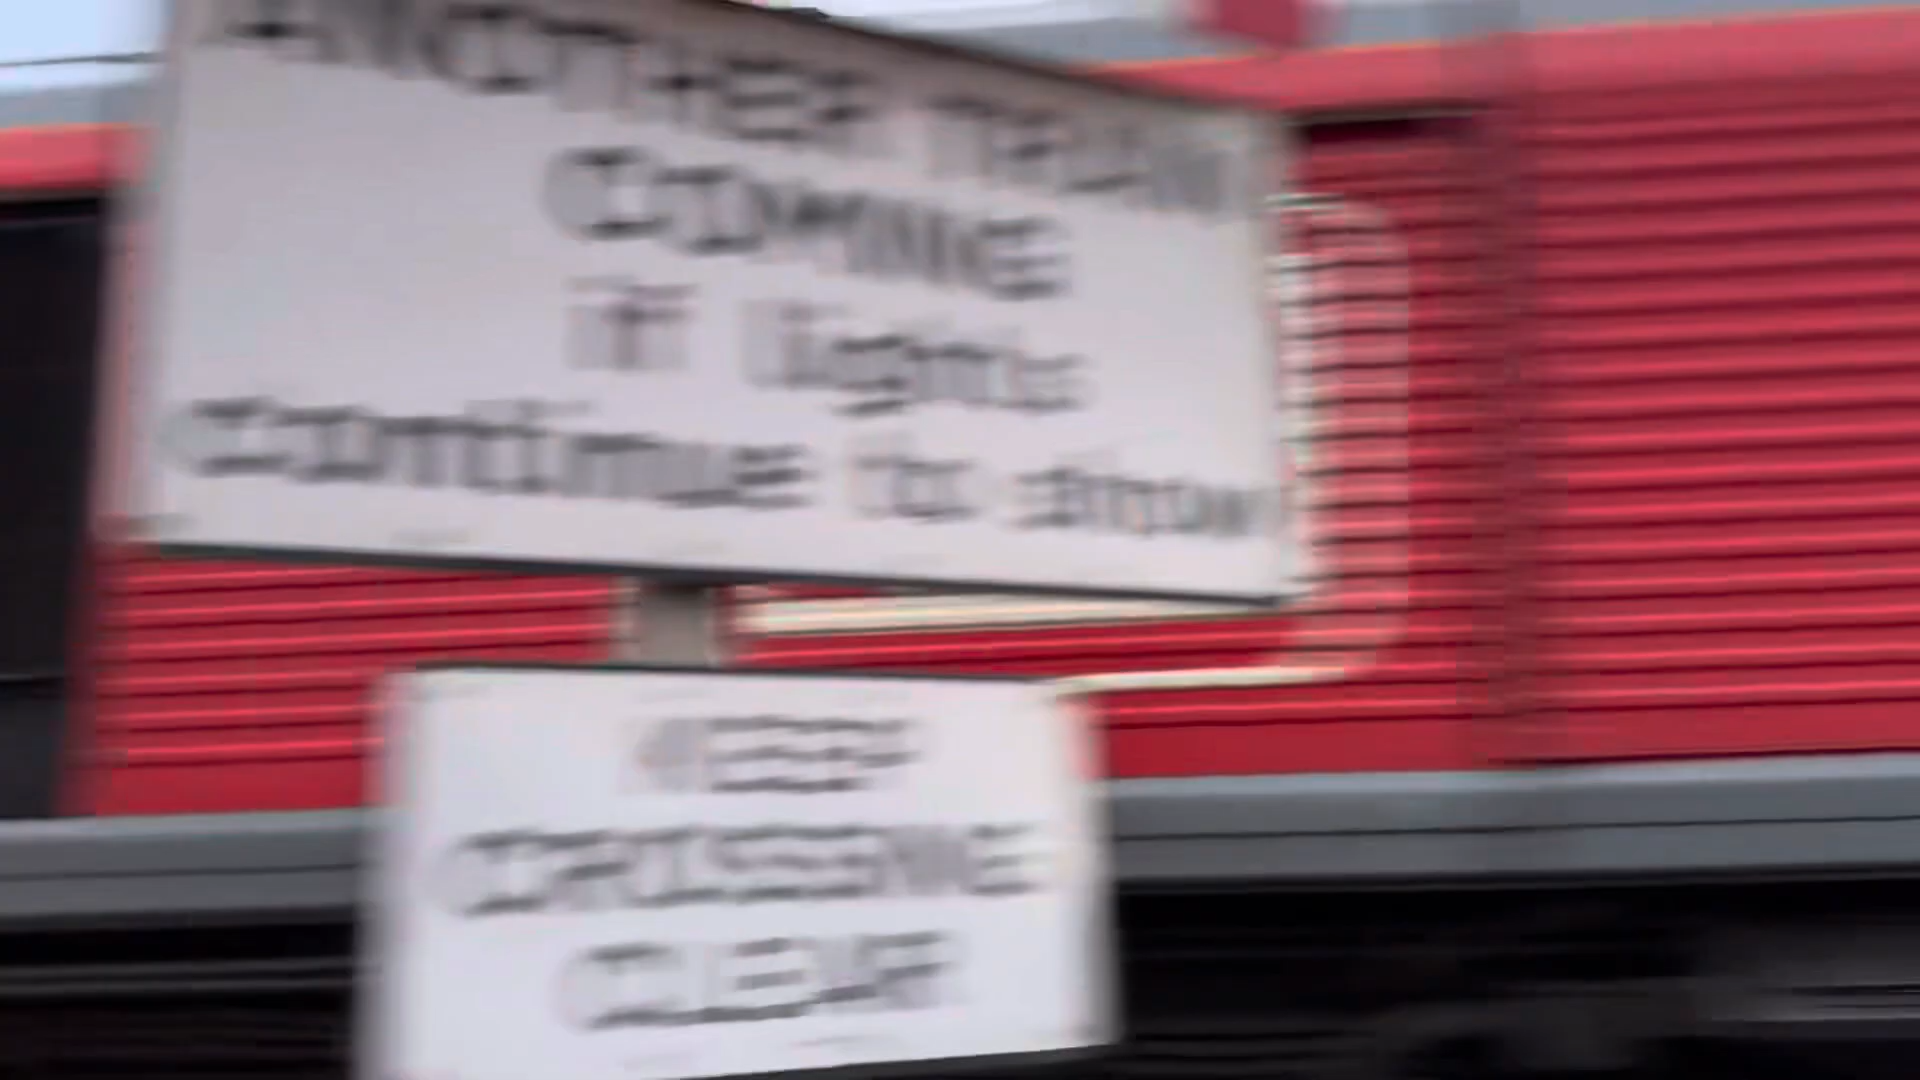 ANOTHER TRAIN
COMING
if lights
Continue to show
KEEP
CROSSING
CLEAR